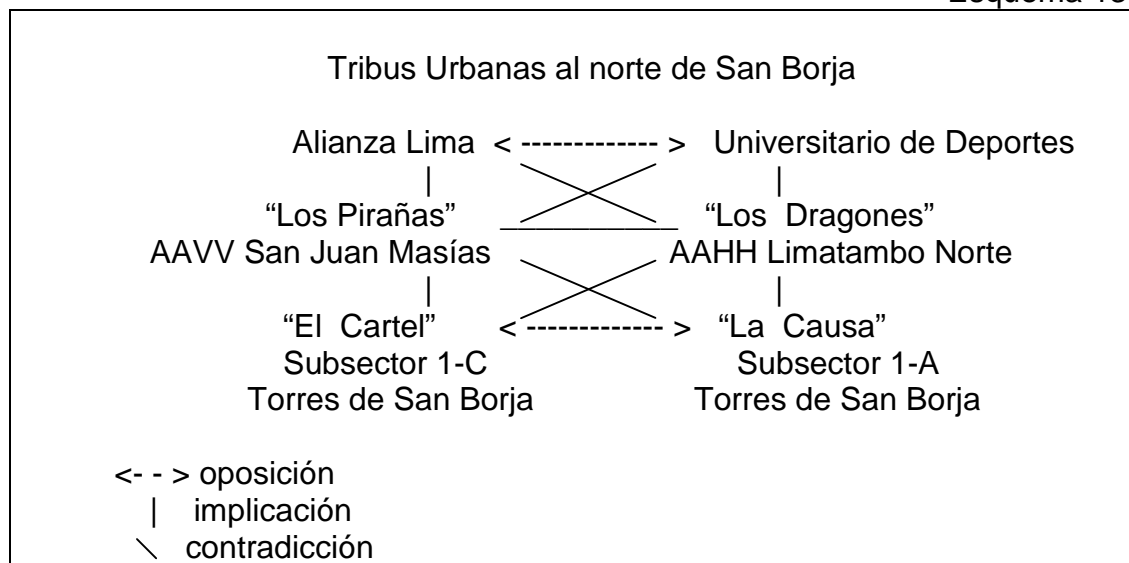 Tribus Urbanas al norte de San Borja
Alianza Lima < ------------- > Universitario de Deportes
| |
“Los Pirañas” ___________ “Los Dragones”
AAVV San Juan Masías AAHH Limatambo Norte
| |
“El Cartel” < ------------- > “La Causa”
Subsector 1-C Subsector 1-A
Torres de San Borja Torres de San Borja
<- - > oposición
| implicación
\ contradicción